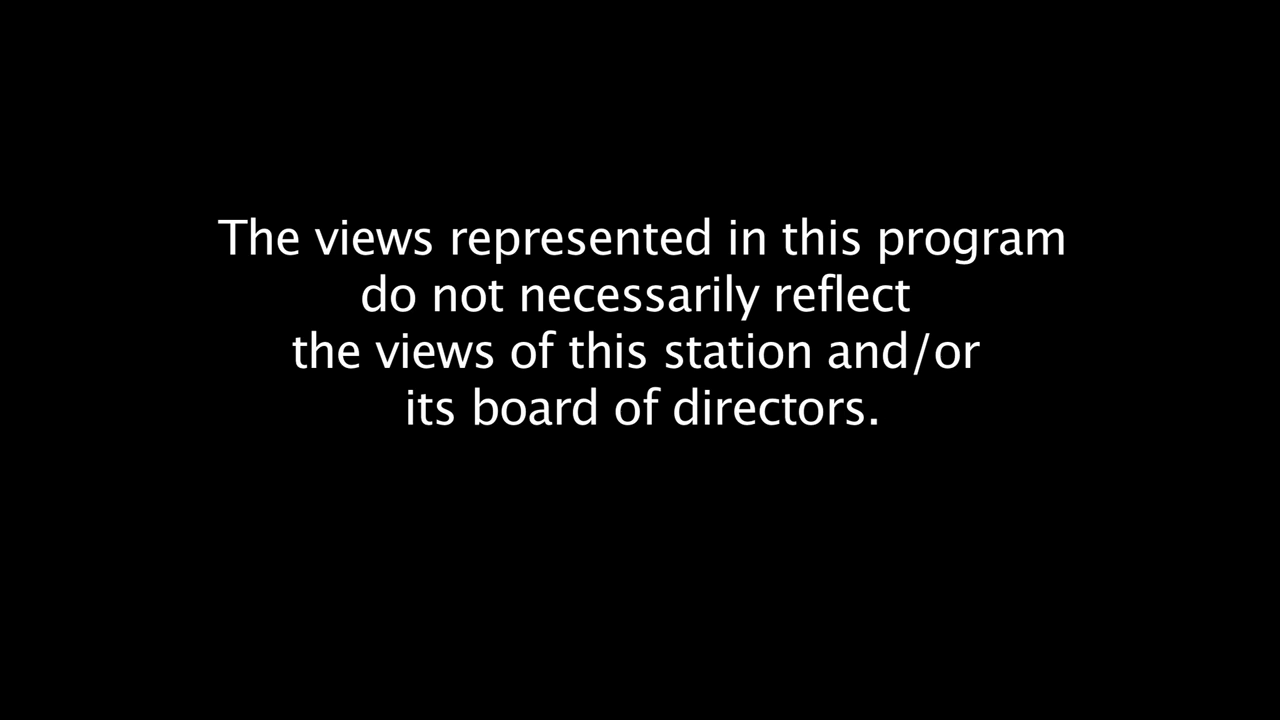 The views represented in this program
do not necessarily reflect
the views of this station and/or
its board of directors.